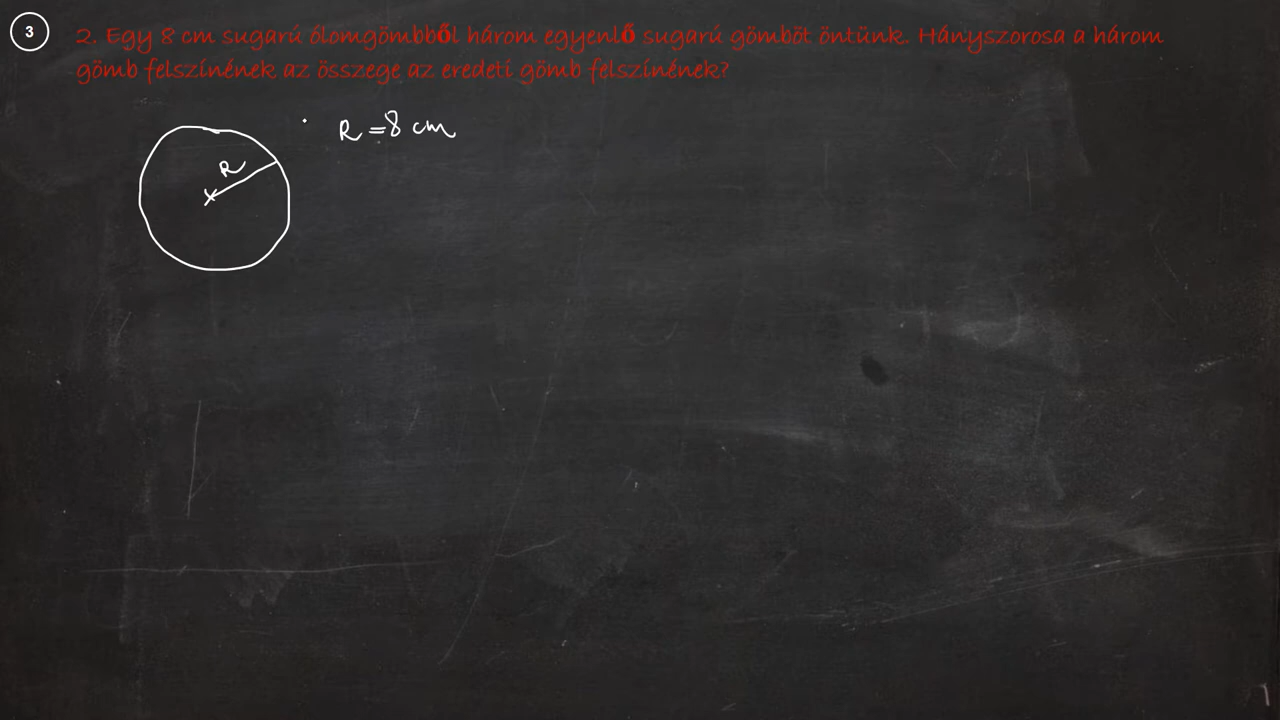 3
2. Egy 8 cm sugarú ólomgömbből három egyenlő sugarú gömböt öntünk. Hányszorosa a három
gömb felszínének az összege az eredeti gömb felszínének?
R = 8 cm
R